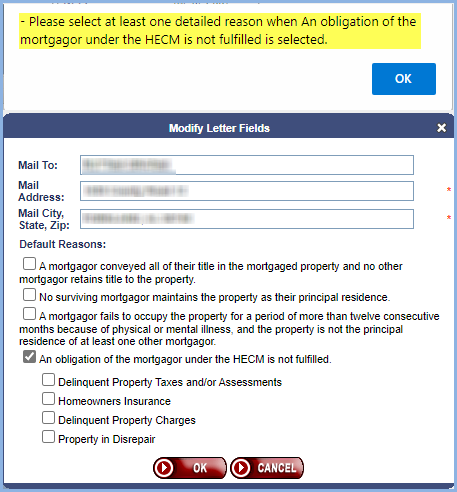 - Please select at least one detailed reason when An obligation of the
mortgagor under the HECM is not fulfilled is selected.
OK
Modify Letter Fields
Mail To:
Mail
Address:
*
Mail City,
State, Zip:
*
Default Reasons:
A mortgagor conveyed all of their title in the mortgaged property and no other
mortgagor retains title to the property.
No surviving mortgagor maintains the property as their principal residence.
A mortgagor fails to occupy the property for a period of more than twelve consecutive
months because of physical or mental illness, and the property is not the principal
residence of at least one other mortgagor.
An obligation of the mortgagor under the HECM is not fulfilled.
Delinquent Property Taxes and/or Assessments
Homeowners Insurance
Delinquent Property Charges
Property in Disrepair
OK
CANCEL